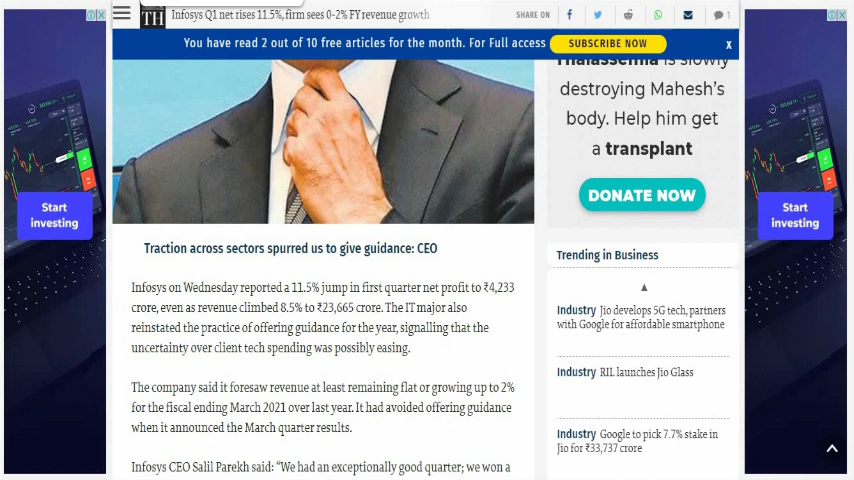 TH
Infosys Q1 net rises 11.5%, firm sees 0-2% FY revenue growth
SHARE ON
1
You have read 2 out of 10 free articles for the month. For Full access SUBSCRIBE NOW X
Start
investing
Thalassemia is slowly
destroying Mahesh's
body. Help him get
a transplant
DONATE NOW
Traction across sectors spurred us to give guidance: CEO
Infosys on Wednesday reported a 11.5% jump in first quarter net profit to ₹4,233
crore, even as revenue climbed 8.5% to ₹23,665 crore. The IT major also
reinstated the practice of offering guidance for the year, signalling that the
uncertainty over client tech spending was possibly easing.
The company said it foresaw revenue at least remaining flat or growing up to 2%
for the fiscal ending March 2021 over last year. It had avoided offering guidance
when it announced the March quarter results.
Infosys CEO Salil Parekh said: “We had an exceptionally good quarter; we won a
Trending in Business
Industry Jio develops 5G tech, partners
with Google for affordable smartphone
Industry RIL launches Jio Glass
Industry Google to pick 7.7% stake in
Jio for ₹33,737 crore
Start
investing